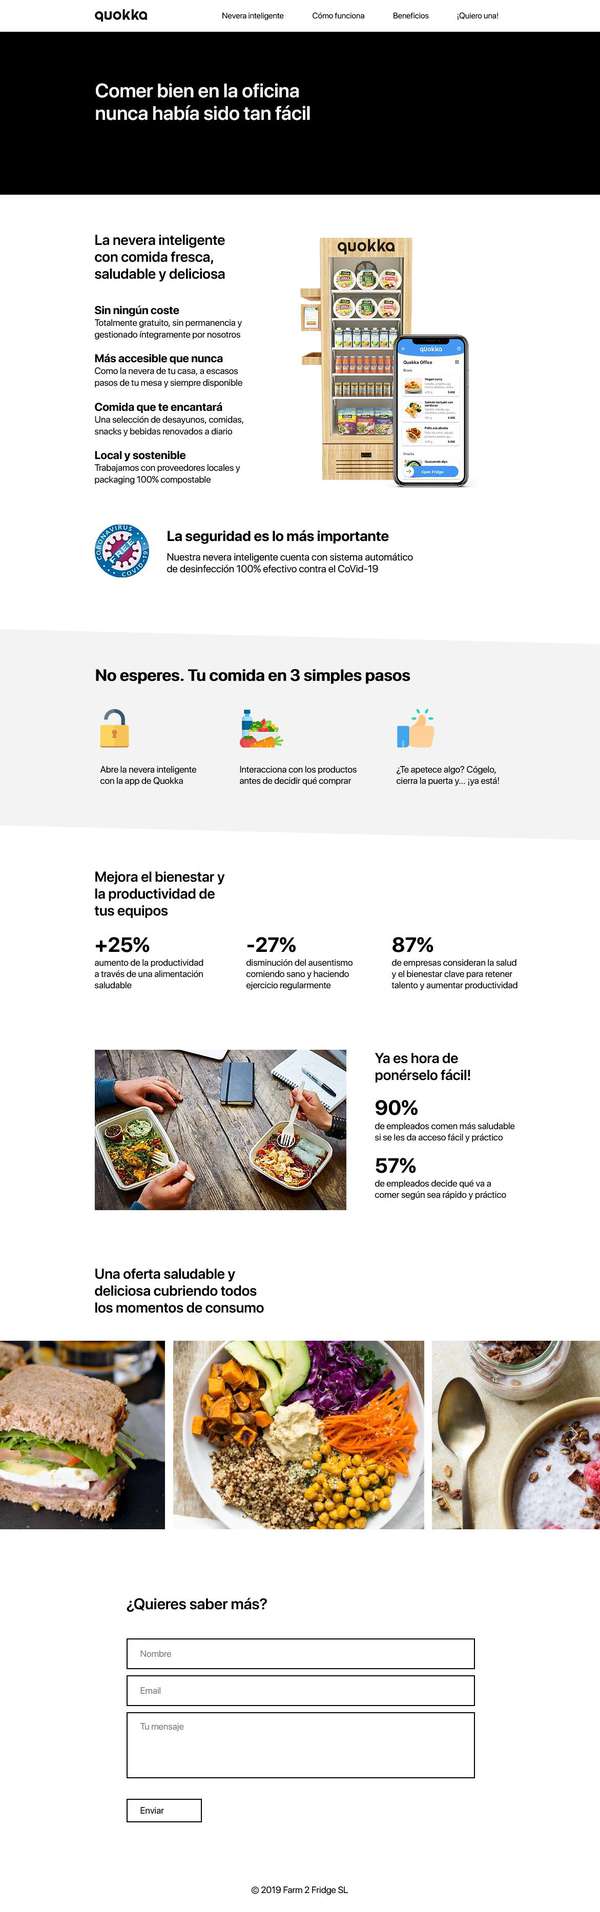 quokka
Nevera inteligente
Cómo funciona
Beneficios
¡Quiero una!
Comer bien en la oficina
nunca había sido tan fácil
La nevera inteligente
con comida fresca,
saludable y deliciosa
Sin ningún coste
Totalmente gratuito, sin permanencia y
gestionado íntegramente por nosotros
Más accesible que nunca
Como la nevera de tu casa, a escasos
pasos de tu mesa y siempre disponible
Comida que te encantará
Una selección de desayunos, comidas,
snacks y bebidas renovados a diario
Local y sostenible
Trabajamos con proveedores locales y
packaging 100% compostable
quokka
quokka
Quokka Office
Open Fridge
CORONAVIRUS
FREE
COVID-19
La seguridad es lo más importante
Nuestra nevera inteligente cuenta con sistema automático
de desinfección 100% efectivo contra el CoVid-19
No esperes. Tu comida en 3 simples pasos
Abre la nevera inteligente
con la app de Quokka
Interacciona con los productos
antes de decidir qué comprar
¿Te apetece algo? Cógelo,
cierra la puerta y... ¡ya está!
Mejora el bienestar y
la productividad de
tus equipos
+25%
aumento de la productividad
a través de una alimentación
saludable
-27%
disminución del ausentismo
comiendo sano y haciendo
ejercicio regularmente
87%
de empresas consideran la salud
y el bienestar clave para retener
talento y aumentar productividad
Ya es hora de
ponérselo fácil!
90%
de empleados comen más saludable
si se les da acceso fácil y práctico
57%
de empleados decide qué va a
comer según sea rápido y práctico
Una oferta saludable y
deliciosa cubriendo todos
los momentos de consumo
¿Quieres saber más?
Nombre
Email
Tu mensaje
Enviar
© 2019 Farm 2 Fridge SL